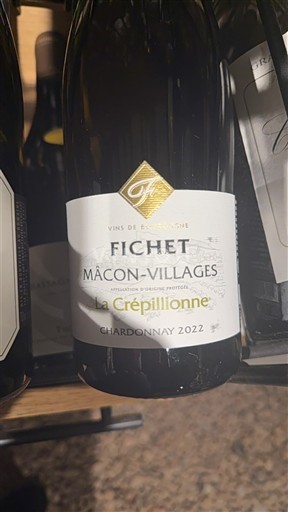 VINS DE BOURGOGNE
FICHET
MÂCON-VILLAGES
APPELLATION D'ORIGINE PROTÉGÉE
La Crépillionne
CHARDONNAY 2022